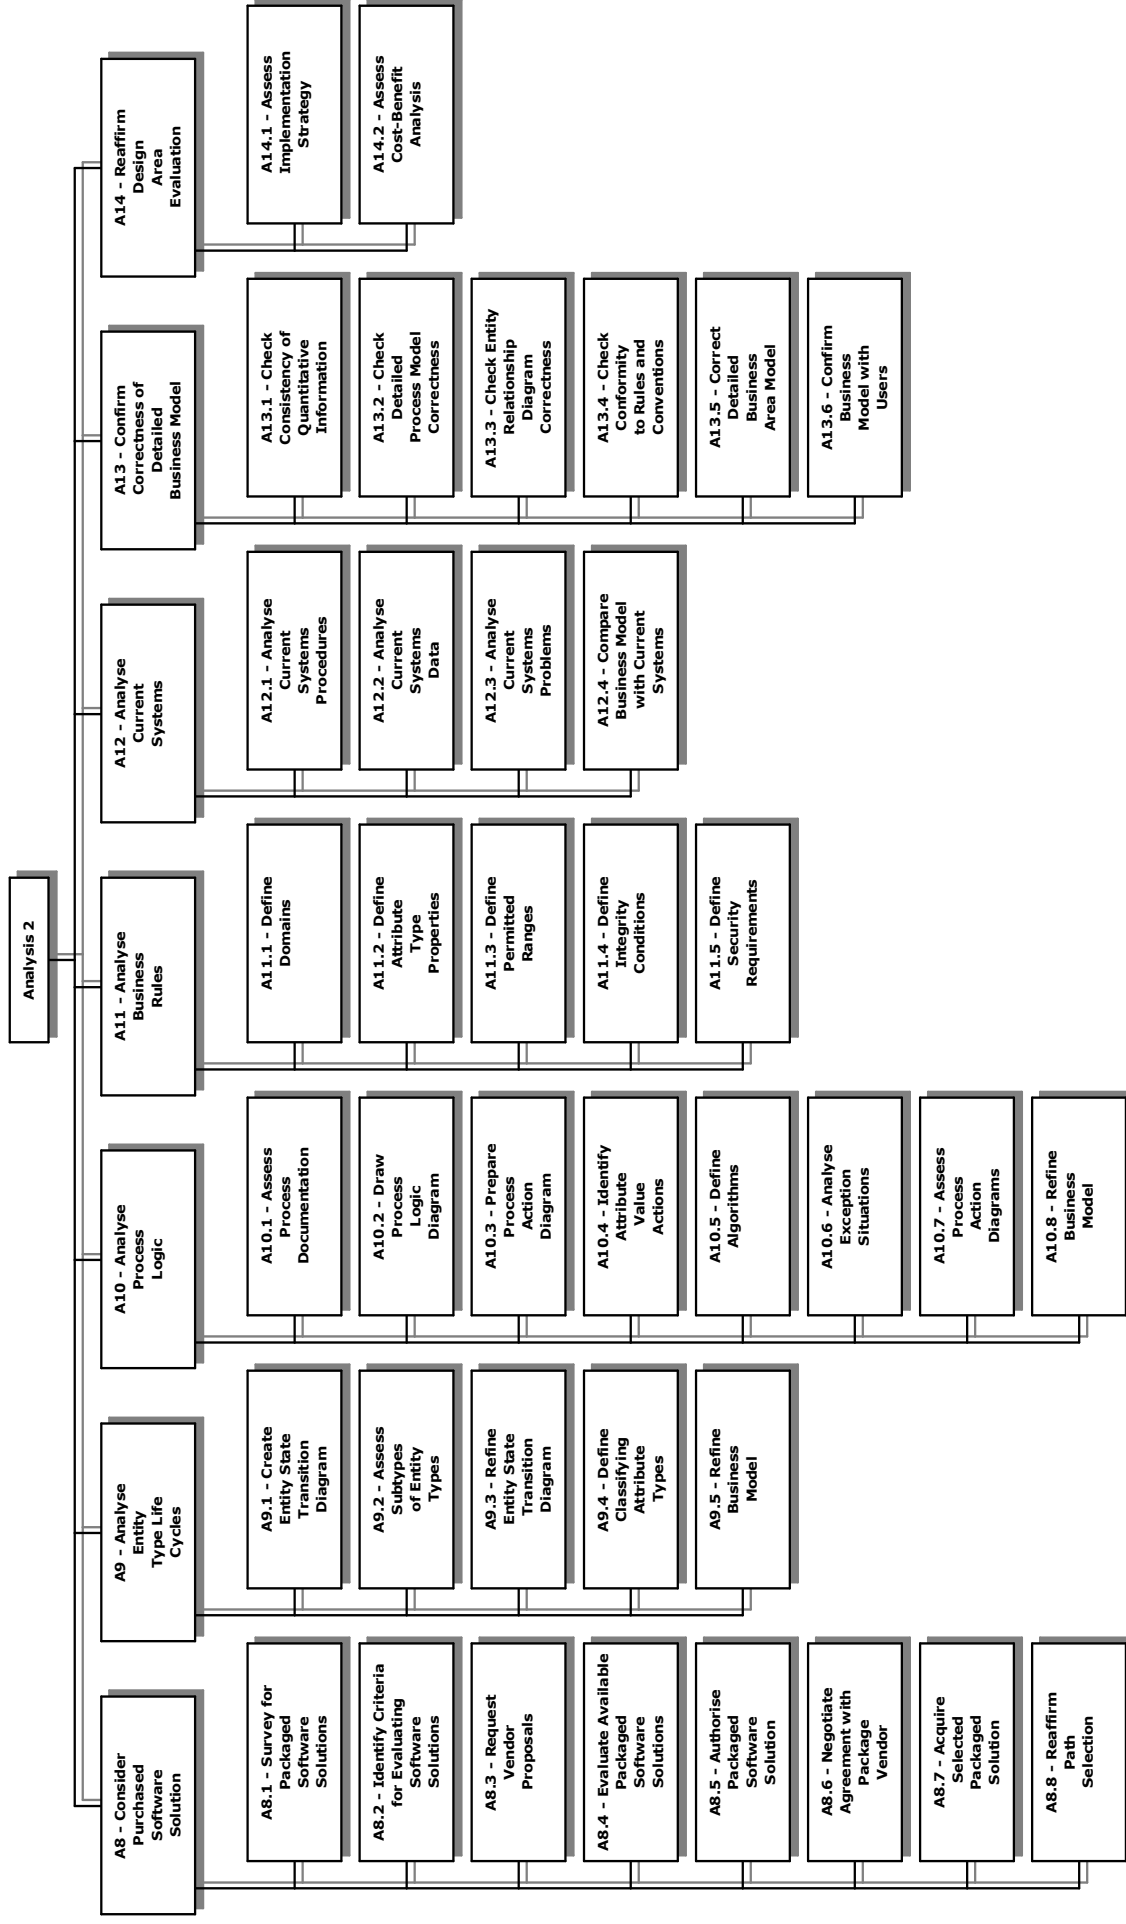 Analysis 2
A8 - Consider
Purchased
Software
Solution
A8.1 - Survey for
Packaged
Software
Solutions
A8.2 - Identify Criteria
for Evaluating
Software
Solutions
A8.3 - Request
Vendor
Proposals
A8.4 - Evaluate Available
Packaged
Software
Solutions
A8.5 - Authorise
Packaged
Software
Solution
A8.6 - Negotiate
Agreement with
Package
Vendor
A8.7 - Acquire
Selected
Packaged
Solution
A8.8 - Reaffirm
Path
Selection
A9 - Analyse
Entity
Type Life
Cycles
A9.1 - Create
Entity State
Transition
Diagram
A9.2 - Assess
Subtypes
of Entity
Types
A9.3 - Refine
Entity State
Transition
Diagram
A9.4 - Define
Classifying
Attribute
Types
A9.5 - Refine
Business
Model
A10 - Analyse
Process
Logic
A10.1 - Assess
Process
Documentation
A10.2 - Draw
Process
Logic
Diagram
A10.3 - Prepare
Process
Action
Diagram
A10.4 - Identify
Attribute
Value
Actions
A10.5 - Define
Algorithms
A10.6 - Analyse
Exception
Situations
A10.7 - Assess
Process
Action
Diagrams
A10.8 - Refine
Business
Model
A11 - Analyse
Business
Rules
A11.1 - Define
Domains
A11.2 - Define
Attribute
Type
Properties
A11.3 - Define
Permitted
Ranges
A11.4 - Define
Integrity
Conditions
A11.5 - Define
Security
Requirements
A12 - Analyse
Current
Systems
A12.1 - Analyse
Current
Systems
Procedures
A12.2 - Analyse
Current
Systems
Data
A12.3 - Analyse
Current
Systems
Problems
A12.4 - Compare
Business Model
with Current
Systems
A13 - Confirm
Correctness of
Detailed
Business Model
A13.1 - Check
Consistency of
Quantitative
Information
A13.2 - Check
Detailed
Process Model
Correctness
A13.3 - Check Entity
Relationship
Diagram
Correctness
A13.4 - Check
Conformity
to Rules and
Conventions
A13.5 - Correct
Detailed
Business
Area Model
A13.6 - Confirm
Business
Model with
Users
A14 - Reaffirm
Design
Area
Evaluation
A14.1 - Assess
Implementation
Strategy
A14.2 - Assess
Cost-Benefit
Analysis